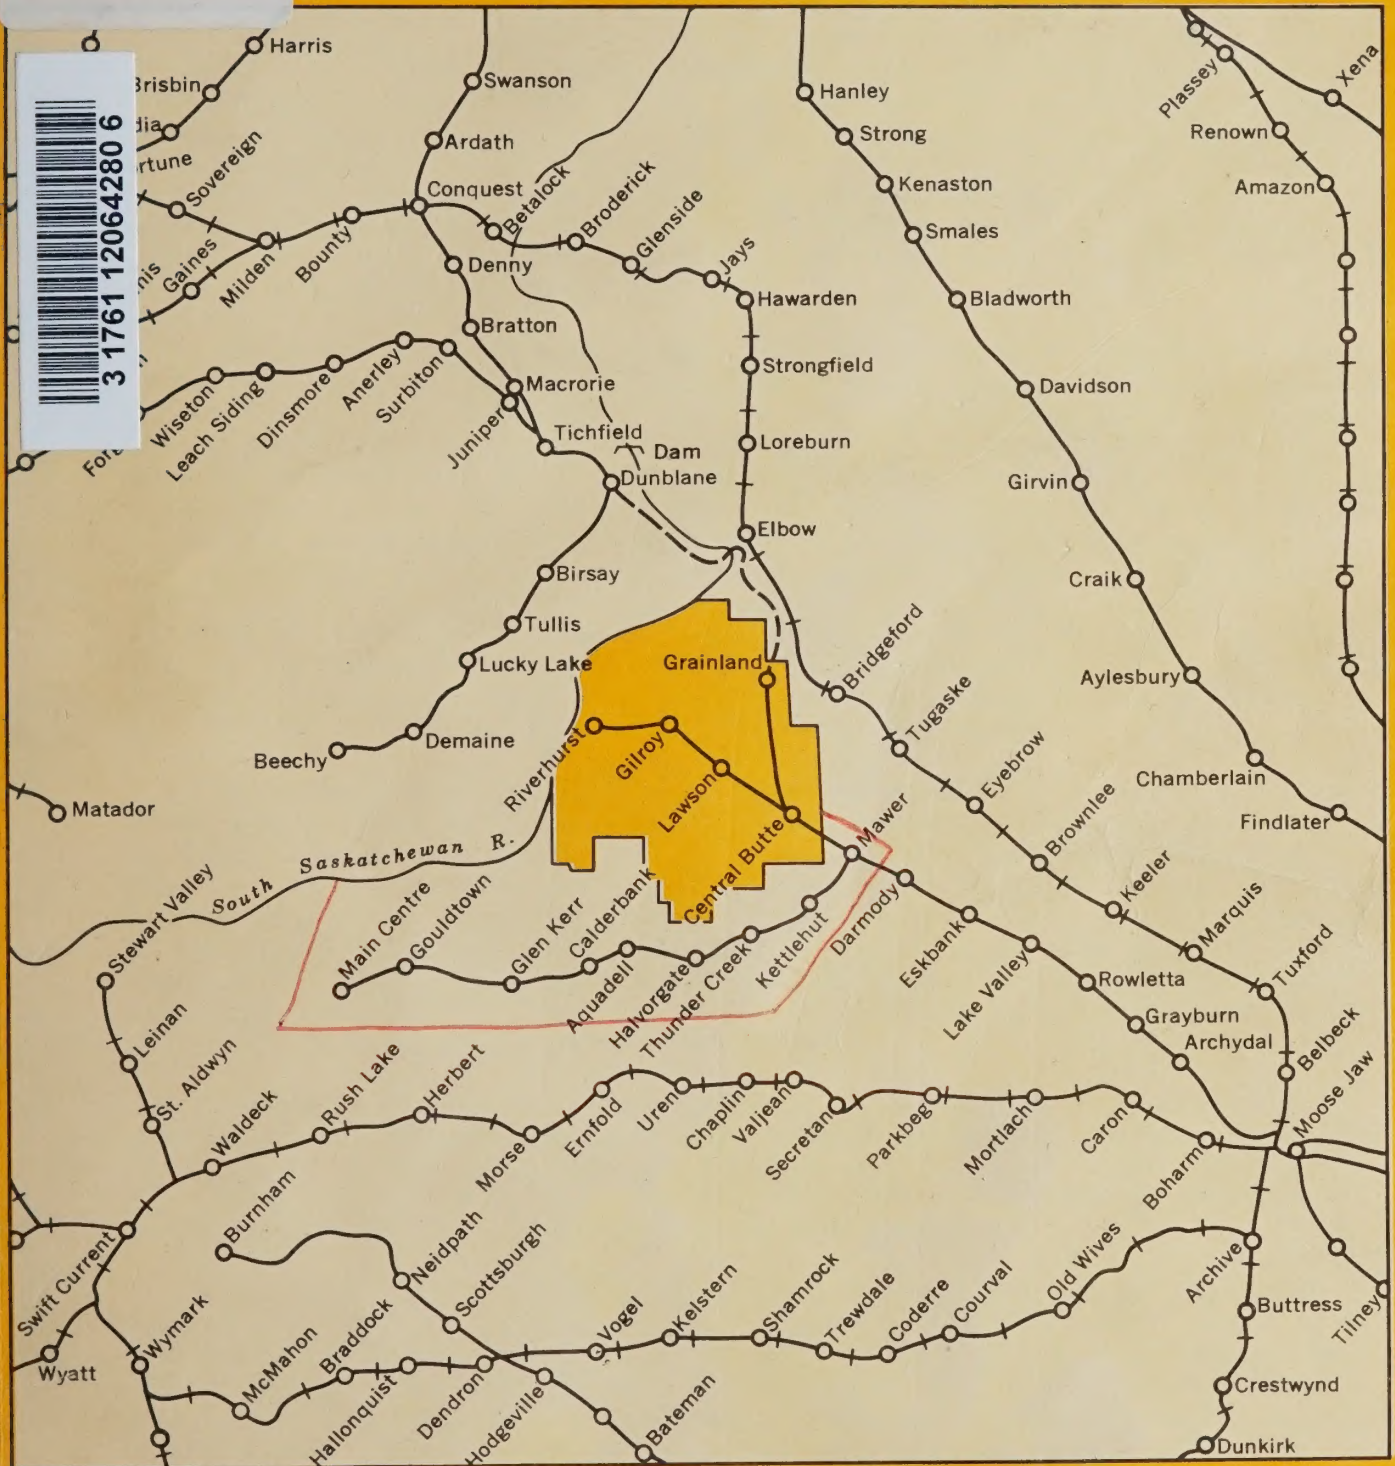 Harris
Brisbin
Swanson
Hanley
Xena
Plassey
3 1761 12064280 6
Ardath
Strong
Renown
Sovereign
Conquest
Betalock
Broderick
Glenside
Kenaston
Amazon
Smales
Gaines
Milden
Bounty
Denny
Jays
Hawarden
Bladworth
Bratton
Strongfield
Wiseton
Leach Siding
Dinsmore
Anerley
Surbiton
Macrorie
Juniper
Davidson
Tichfield
Dam
Loreburn
Dunblane
Girvin
Elbow
Birsay
Craik
Tullis
Lucky Lake
Grainland
Bridgeford
Aylesbury
Tugaske
Beechy
Demaine
Riverhurst
Gilroy
Lawson
Central Butte
Eyebrow
Chamberlain
Matador
Mawer
Brownlee
Findlater
South Saskatchewan R.
Stewart Valley
Main Centre
Gouldtown
Glen Kerr
Calderbank
Aquadell
Halvorgate
Thunder Creek
Kettlehut
Darmody
Eskbank
Lake Valley
Keeler
Marquis
Tuxford
Rowletta
Grayburn
Archydal
Belbeck
Moose Jaw
Leinan
St. Aldwyn
Waldeck
Rush Lake
Herbert
Morse
Ernfold
Uren
Chaplin
Valjean
Secretan
Parkbeg
Mortlach
Caron
Boharm
Burnham
Swift Current
Neidpath
Scottsburgh
Old Wives
Archive
Wyatt
Wymark
McMahon
Braddock
Hallonquist
Dendron
Hodgeville
Vogel
Kelstern
Shamrock
Trewdale
Coderre
Courval
Buttress
Tilney
Bateman
Crestwynd
Dunkirk